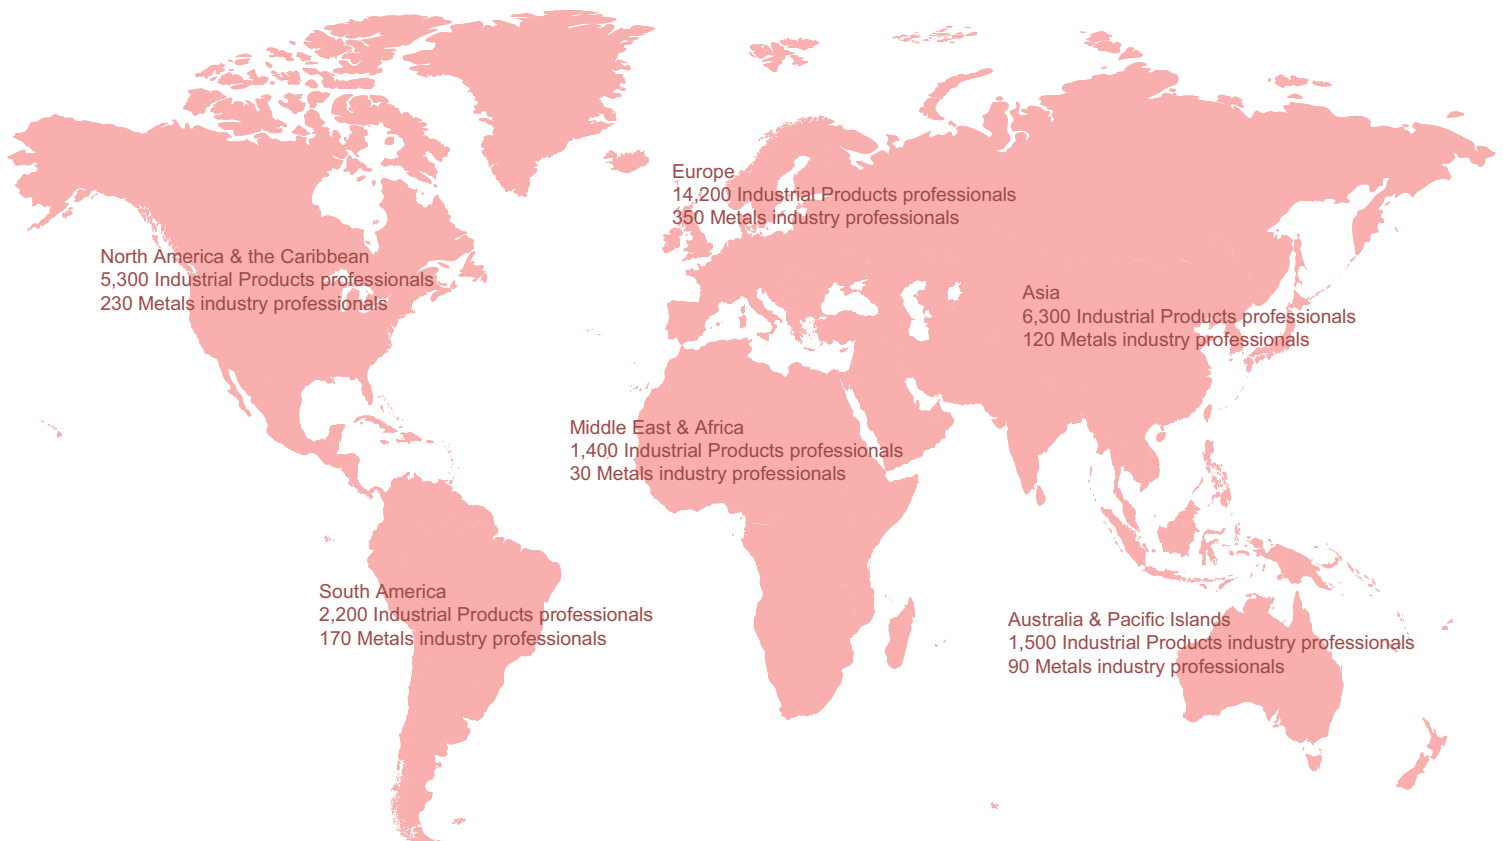 Europe
14,200 Industrial Products professionals
350 Metals industry professionals
North America & the Caribbean
5,300 Industrial Products professionals
230 Metals industry professionals
Asia
6,300 Industrial Products professionals
120 Metals industry professionals
Middle East & Africa
1,400 Industrial Products professionals
30 Metals industry professionals
South America
2,200 Industrial Products professionals
170 Metals industry professionals
Australia & Pacific Islands
1,500 Industrial Products industry professionals
90 Metals industry professionals